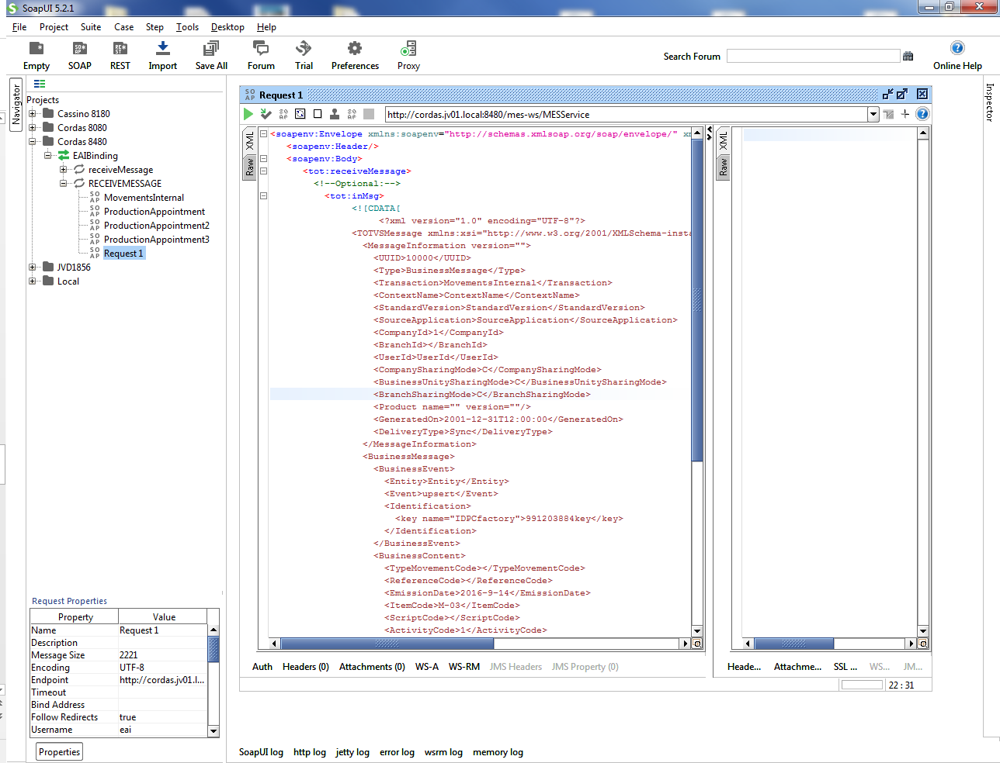 SoapUI 5.2.1
File Project Suite Case Step Tools Desktop Help
Empty SOAP REST Import Save All Forum Trial Preferences Proxy
Search Forum
Online Help
Navigator
Inspector
Projects
Cassino 8180
Cordas 8080
Cordas 8480
EAIBinding
receiveMessage
RECEIVEMESSAGE
MovementsInternal
ProductionAppointment
ProductionAppointment2
ProductionAppointment3
Request 1
JVD1856
Local
Request Properties
Property Value
Name Request 1
Description
Message Size 2221
Encoding UTF-8
Endpoint http://cordas.jv01.l...
Timeout
Bind Address
Follow Redirects true
Username eai
Properties
Request 1
http://cordas.jv01.local:8480/mes-ws/MESService
XML
Raw
<soapenv:Envelope xmlns:soapenv="http://schemas.xmlsoap.org/soap/envelope/" xm
<soapenv:Header/>
<soapenv:Body>
<tot:receiveMessage>
<!--Optional:-->
<tot:inMsg>
<![CDATA[
<?xml version="1.0" encoding="UTF-8"?>
<TOTVSMessage xmlns:xsi="http://www.w3.org/2001/XMLSchema-insta
<MessageInformation version="">
<UUID>10000</UUID>
<Type>BusinessMessage</Type>
<Transaction>MovementsInternal</Transaction>
<ContextName>ContextName</ContextName>
<StandardVersion>StandardVersion</StandardVersion>
<SourceApplication>SourceApplication</SourceApplication>
<CompanyId>1</CompanyId>
<BranchId></BranchId>
<UserId>UserId</UserId>
<CompanySharingMode>C</CompanySharingMode>
<BusinessUnitySharingMode>C</BusinessUnitySharingMode>
<BranchSharingMode>C</BranchSharingMode>
<Product name="" version=""/>
<GeneratedOn>2001-12-31T12:00:00</GeneratedOn>
<DeliveryType>Sync</DeliveryType>
</MessageInformation>
<BusinessMessage>
<BusinessEvent>
<Entity>Entity</Entity>
<Event>upsert</Event>
<Identification>
<key name="IDPCfactory">991203884key</key>
</Identification>
</BusinessEvent>
<BusinessContent>
<TypeMovementCode></TypeMovementCode>
<ReferenceCode></ReferenceCode>
<EmissionDate>2016-9-14</EmissionDate>
<ItemCode>M-03</ItemCode>
<ScriptCode></ScriptCode>
<ActivityCode>1</ActivityCode>
Auth Headers (0) Attachments (0) WS-A WS-RM JMS Headers JMS Property (0)
XML
Raw
Heade... Attachme... SSL ... WS... JM...
22 : 31
SoapUI log http log jetty log error log wsrm log memory log